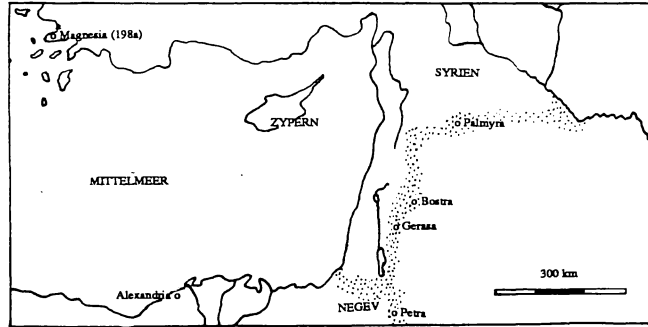 Magnesia (198a)
SYRIEN
ZYPERN
Palmyra
MITTELMEER
Bostra
Gerasa
300 km
Alexandria
NEGEV
Petra